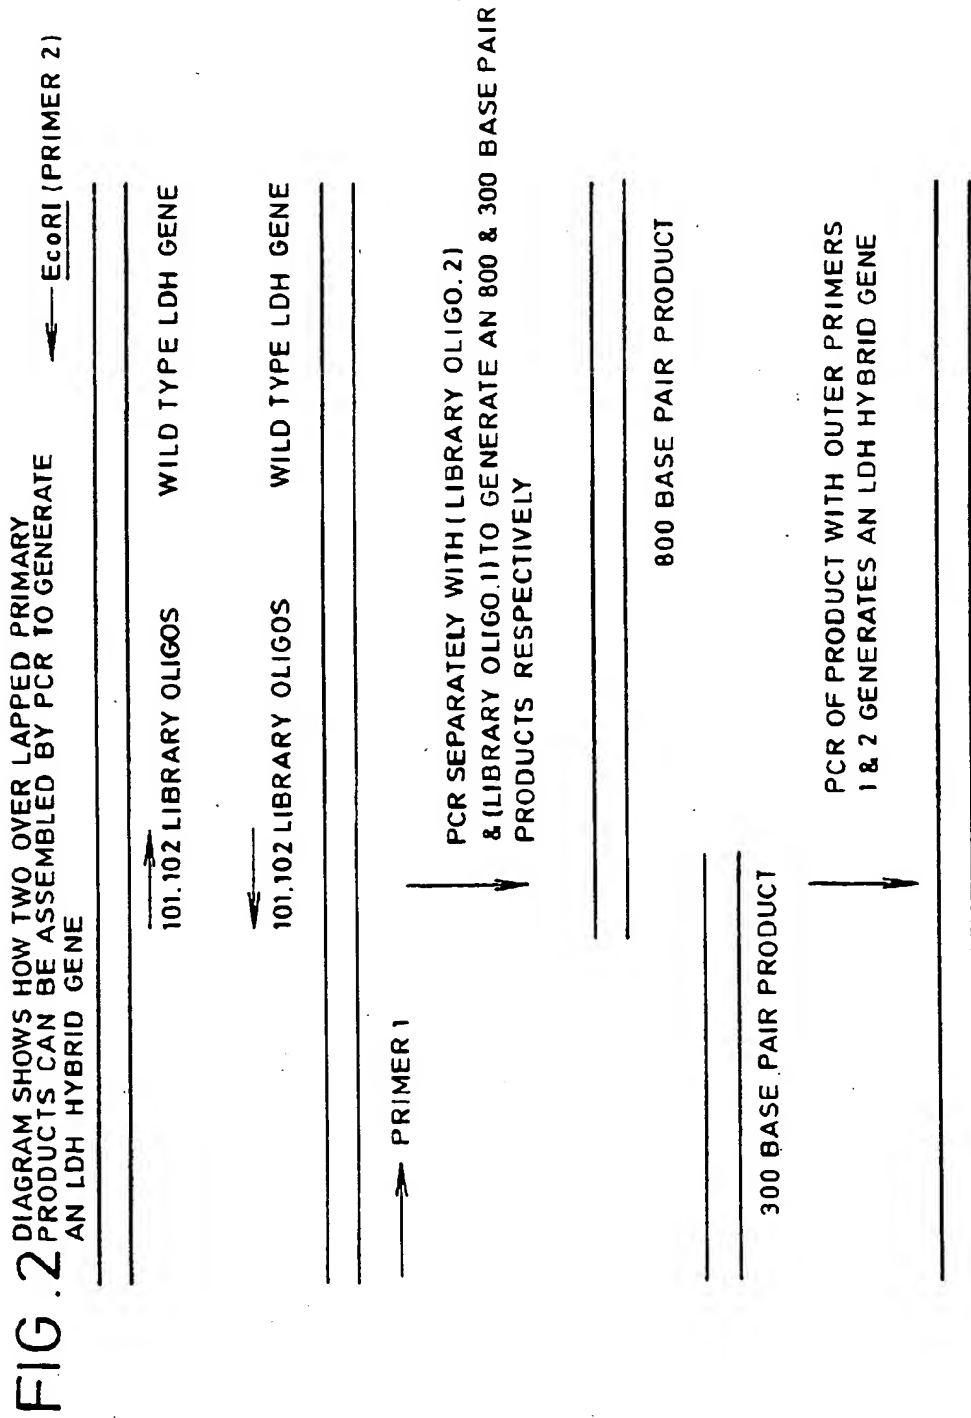 FIG.2 DIAGRAM SHOWS HOW TWO OVER LAPPED PRIMARY
PRODUCTS CAN BE ASSEMBLED BY PCR TO GENERATE
AN LDH HYBRID GENE
EcoRI (PRIMER 2)
101.102 LIBRARY OLIGOS WILD TYPE LDH GENE
101.102 LIBRARY OLIGOS WILD TYPE LDH GENE
PRIMER 1
PCR SEPARATELY WITH (LIBRARY OLIGO.2)
& (LIBRARY OLIGO.1) TO GENERATE AN 800 & 300 BASE PAIR
PRODUCTS RESPECTIVELY
800 BASE PAIR PRODUCT
300 BASE PAIR PRODUCT
PCR OF PRODUCT WITH OUTER PRIMERS
1 & 2 GENERATES AN LDH HYBRID GENE